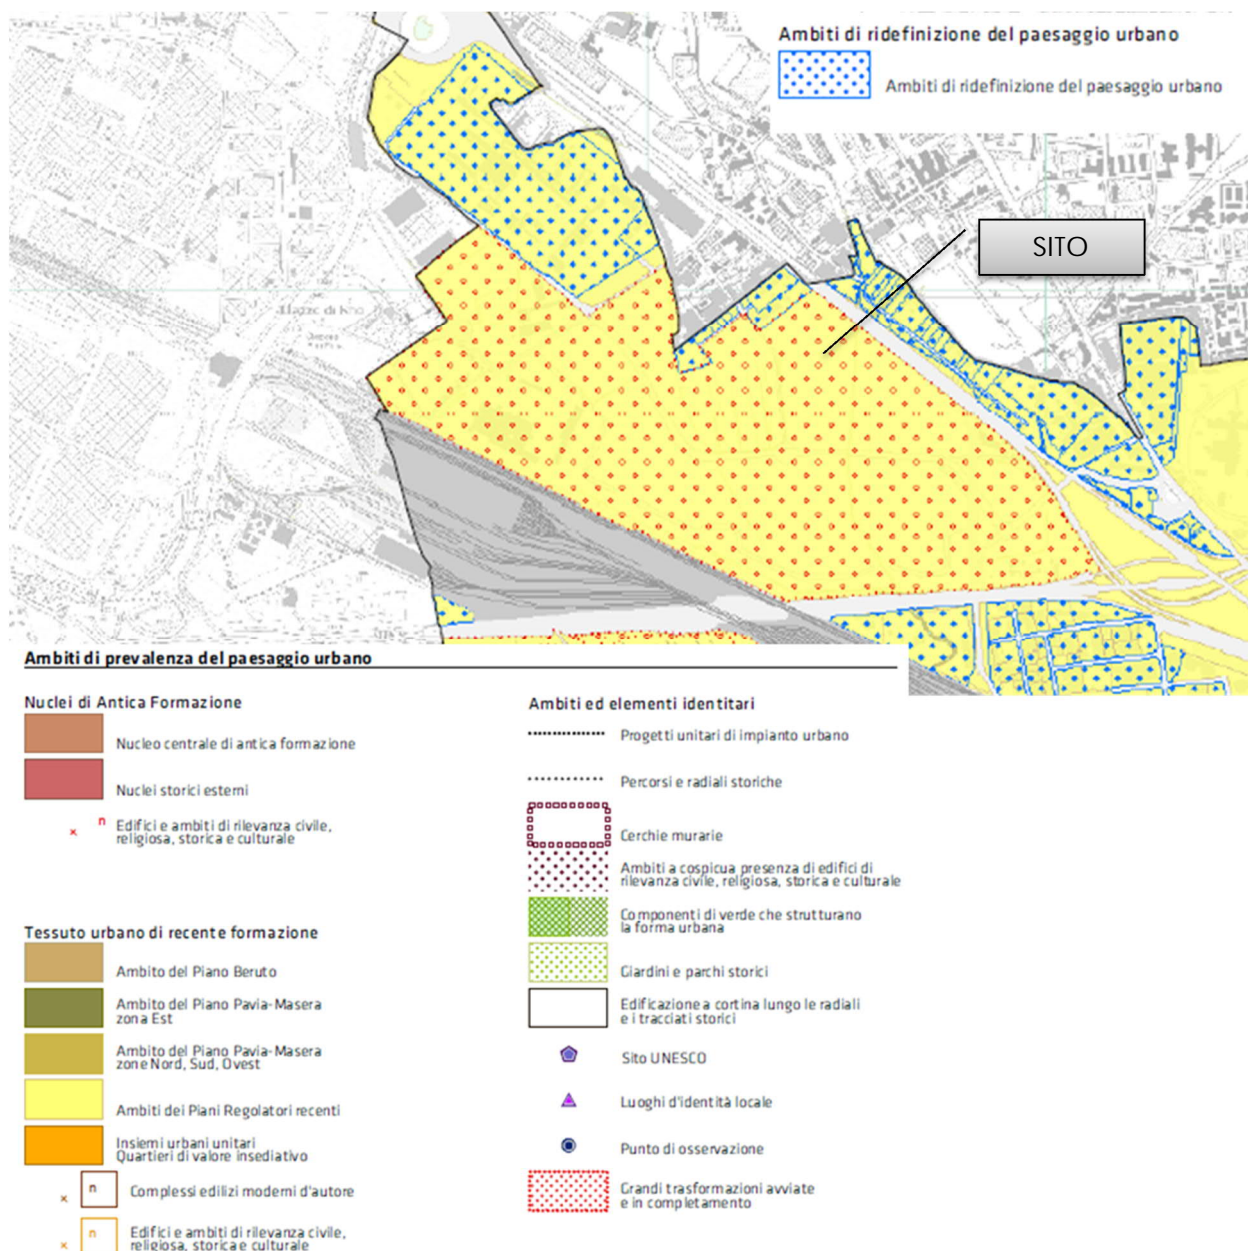 Ambiti di ridefinizione del paesaggio urbano
Ambiti di ridefinizione del paesaggio urbano
SITO
Ambiti di prevalenza del paesaggio urbano
Nuclei di Antica Formazione
Nucleo centrale di antica formazione
Nuclei storici esterni
n
x
Edifici e ambiti di rilevanza civile,
religiosa, storica e culturale
Tessuto urbano di recente formazione
Ambito del Piano Beruto
Ambito del Piano Pavia-Masera
zona Est
Ambito del Piano Pavia-Masera
zone Nord, Sud, Ovest
Ambiti dei Piani Regolatori recenti
Insiemi urbani unitari
Quartieri di valore insediativo
x
n
Complessi edilizi moderni d'autore
x
n
Edifici e ambiti di rilevanza civile,
religiosa, storica e culturale
Ambiti ed elementi identitari
Progetti unitari di impianto urbano
Percorsi e radiali storiche
Cerchie murarie
Ambiti a cospicua presenza di edifici di
rilevanza civile, religiosa, storica e culturale
Componenti di verde che strutturano
la forma urbana
Giardini e parchi storici
Edificazione a cortina lungo le radiali
e i tracciati storici
Sito UNESCO
Luoghi d'identità locale
Punto di osservazione
Grandi trasformazioni avviate
e in completamento